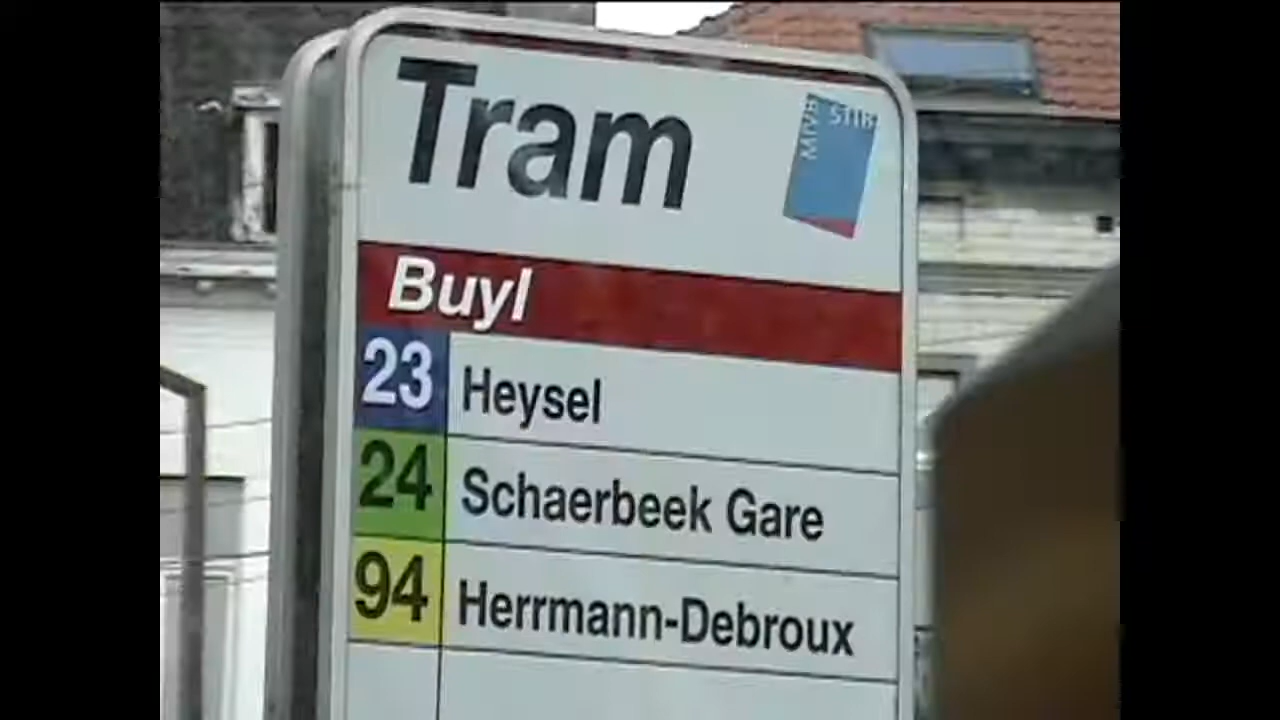 Tram
MIVB STIB
Buyl
23 Heysel
24 Schaerbeek Gare
94 Herrmann-Debroux